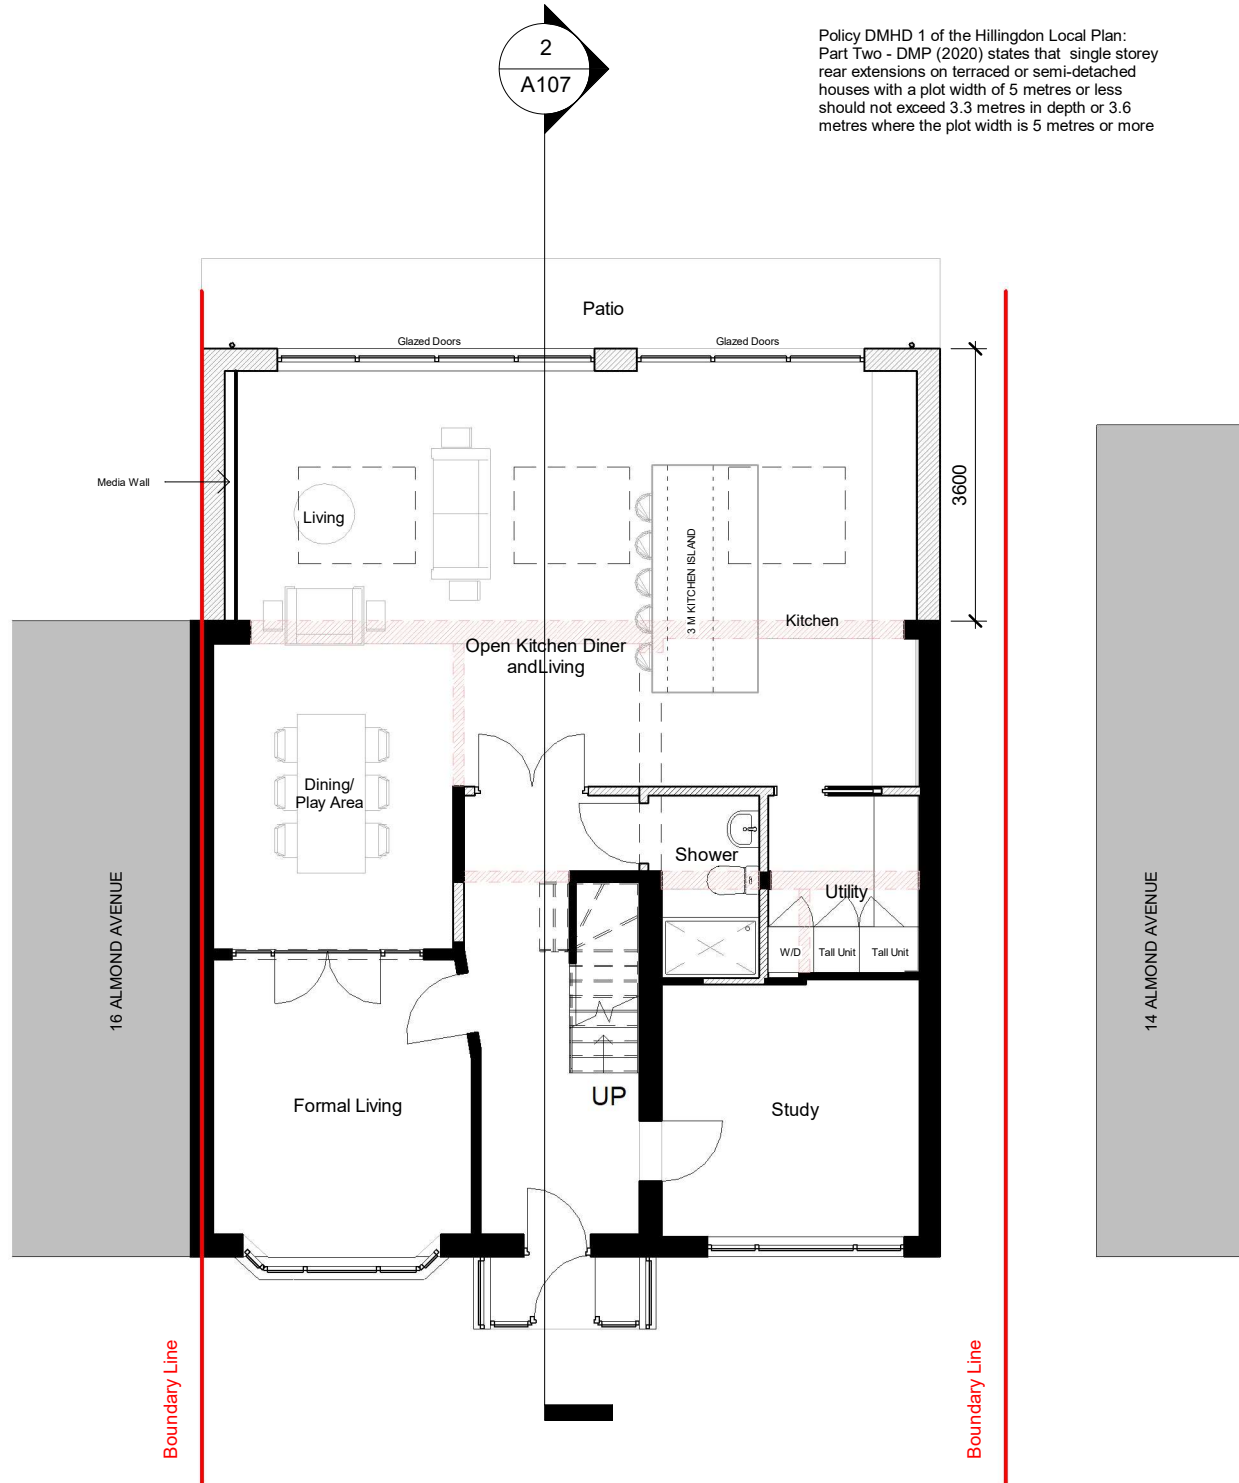 2
A107
Policy DMHD 1 of the Hillingdon Local Plan:
Part Two - DMP (2020) states that single storey
rear extensions on terraced or semi-detached
houses with a plot width of 5 metres or less
should not exceed 3.3 metres in depth or 3.6
metres where the plot width is 5 metres or more
Patio
Glazed Doors
Glazed Doors
Media Wall
Living
3 M KITCHEN ISLAND
3600
Kitchen
Open Kitchen Diner
andLiving
Dining/
Play Area
Shower
Utility
W/D
Tall Unit
Tall Unit
16 ALMOND AVENUE
14 ALMOND AVENUE
UP
Formal Living
Study
Boundary Line
Boundary Line